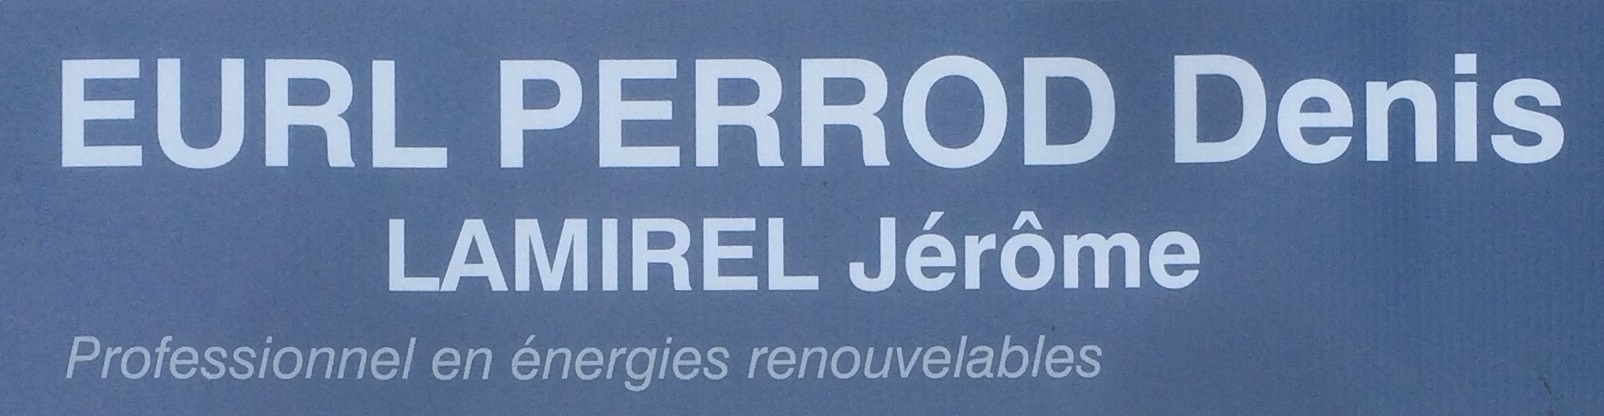 EURL PERROD Denis
LAMIREL Jérôme
Professionnel en énergies renouvelables